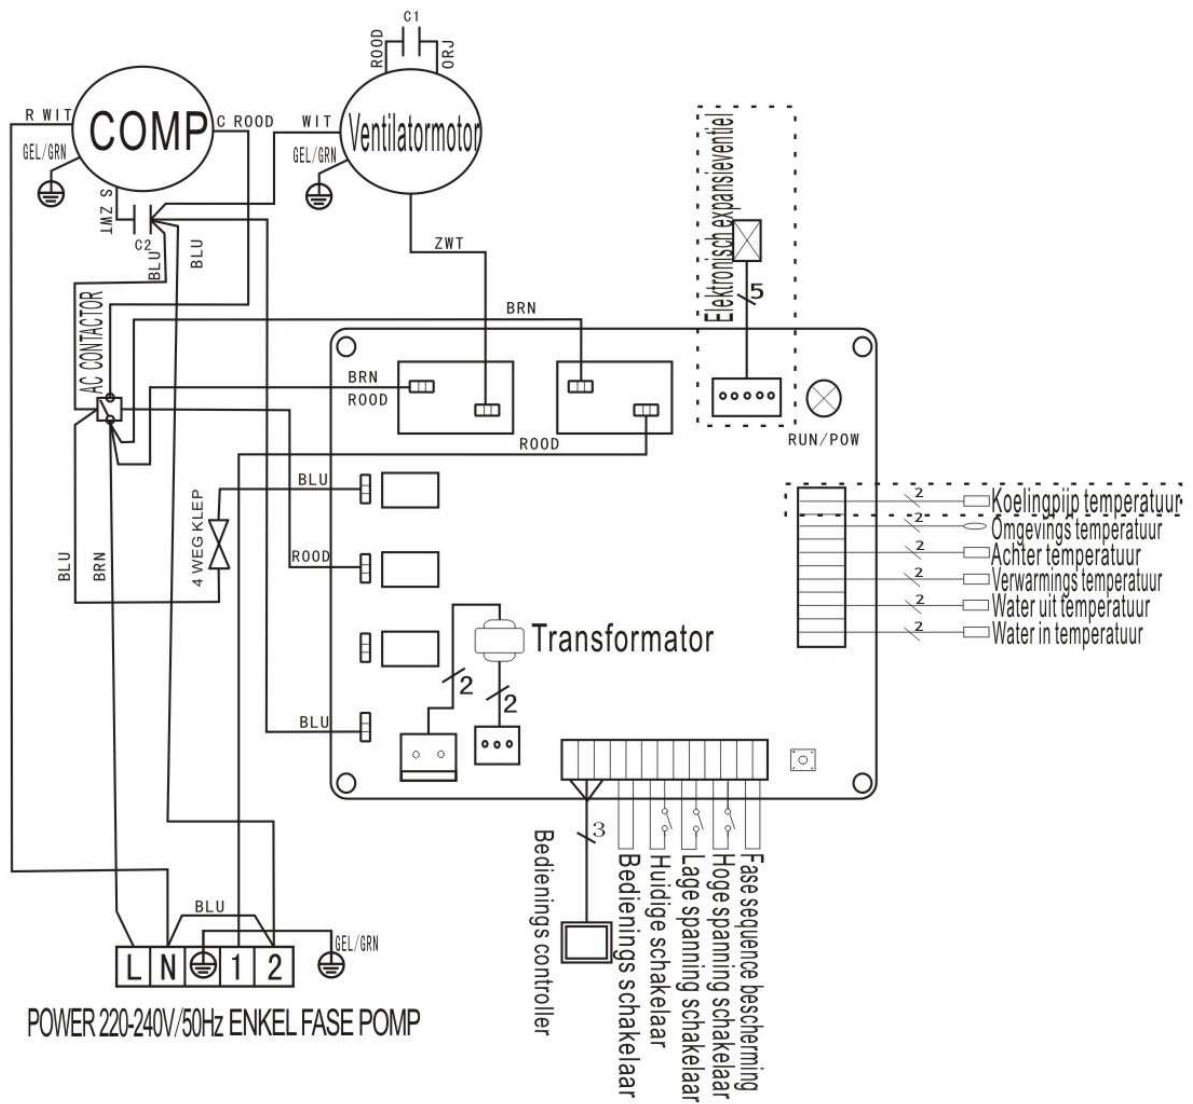 C1
ROOD
ORJ
R WIT
COMP
C ROOD
WIT
Ventilatormotor
GEL/GRN
GEL/GRN
S ZWT
C2
BLU
BLU
ZWT
Elektronisch expansieventiel
5
AC CONTACTOR
BRN
BRN
ROOD
ROOD
RUN/POW
BLU
4 WEG KLEP
ROOD
BLU
BRN
Transformator
2
2
BLU
2
Koelingpijp temperatuur
2
Omgevings temperatuur
2
Achter temperatuur
2
Verwarmings temperatuur
2
Water uit temperatuur
2
Water in temperatuur
3
Bedienings controller
Bedienings schakelaar
Huidige schakelaar
Lage spanning schakelaar
Hoge spanning schakelaar
Fase sequence bescherming
BLU
GEL/GRN
L N 1 2
POWER 220-240V/50Hz ENKEL FASE POMP